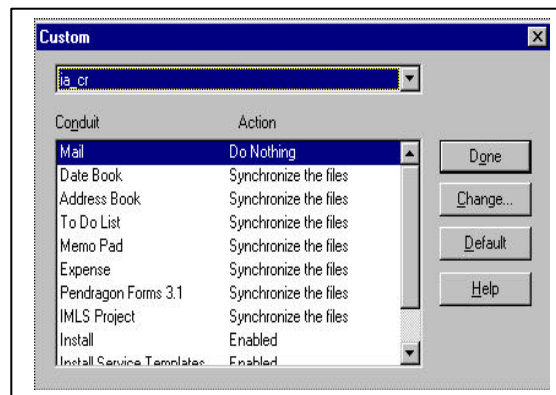 Custom
ia_cr
Conduit Action
Mail Do Nothing
Date Book Synchronize the files
Address Book Synchronize the files
To Do List Synchronize the files
Memo Pad Synchronize the files
Expense Synchronize the files
Pendragon Forms 3.1 Synchronize the files
IMLS Project Synchronize the files
Install Enabled
Install Service Templates Enabled
Done
Change...
Default
Help